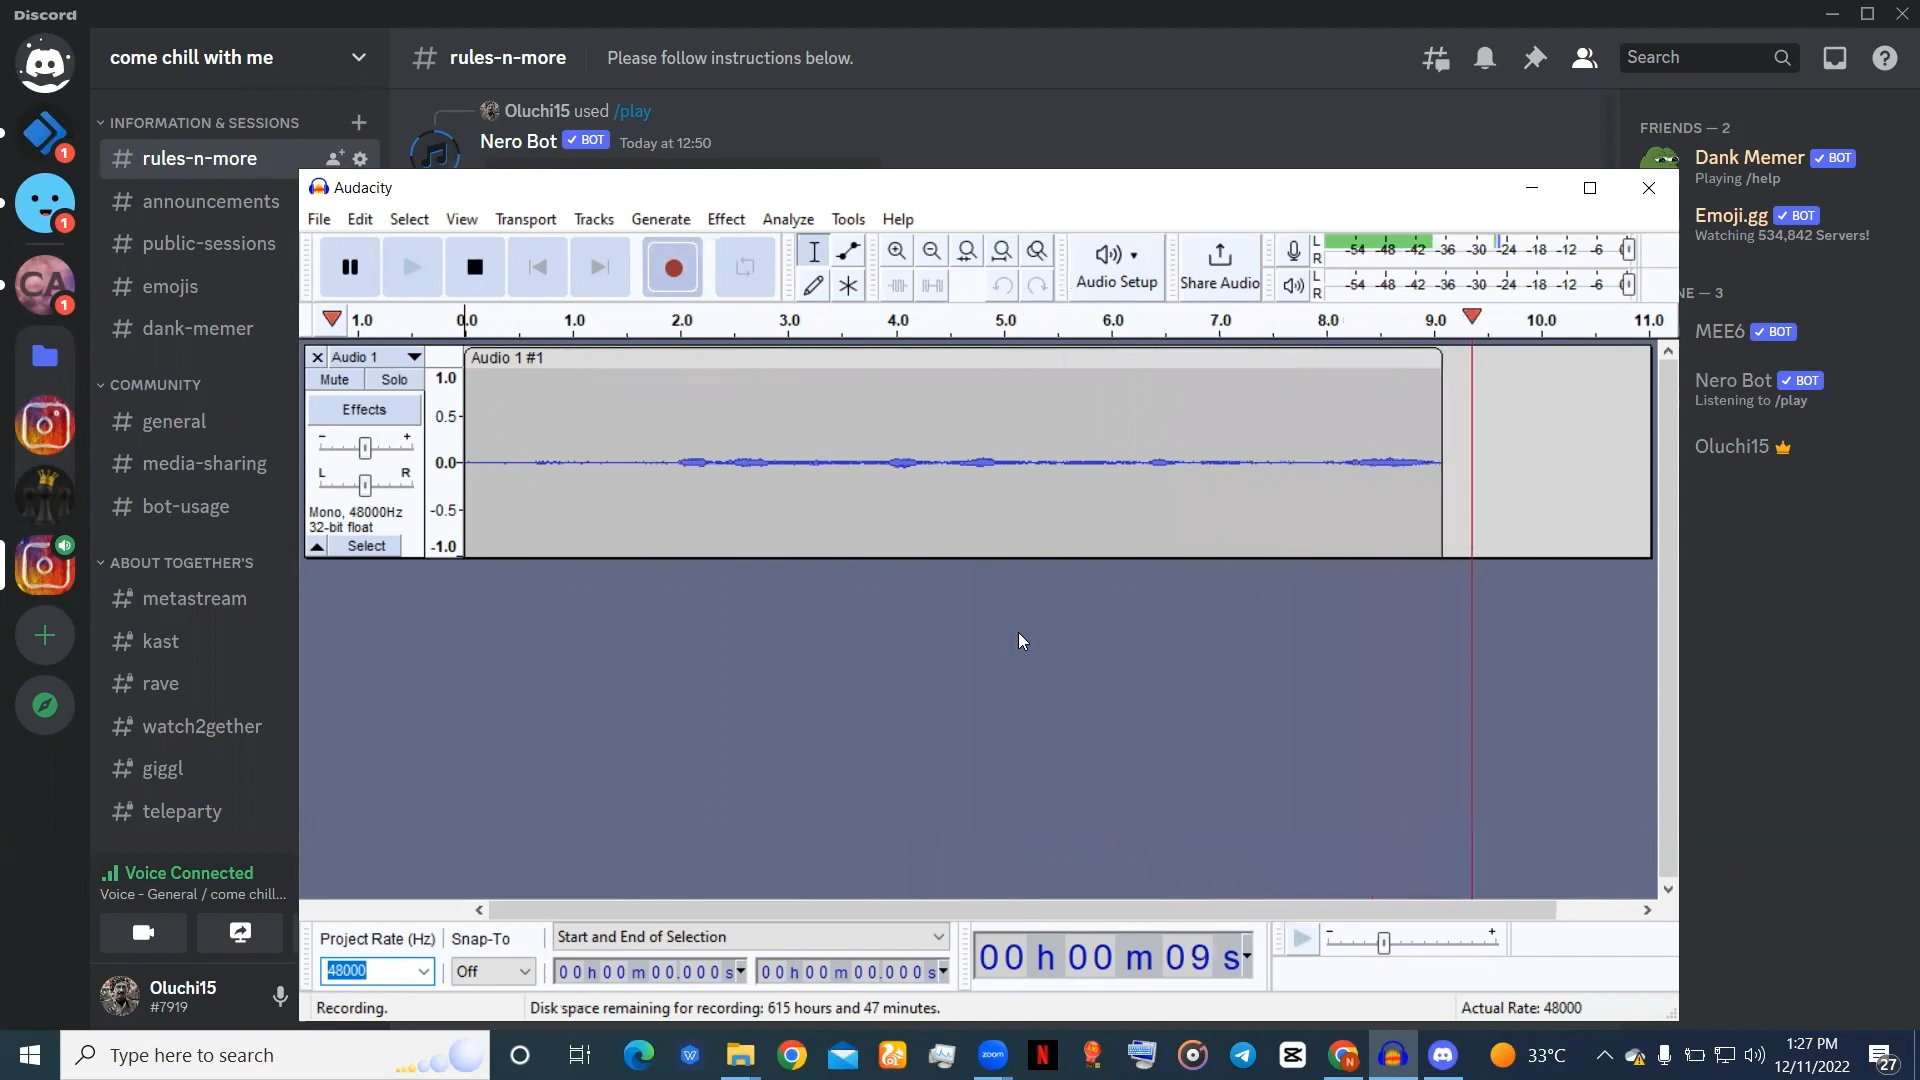 Discord
come chill with me
rules-n-more
Please follow instructions below.
Search
INFORMATION & SESSIONS
rules-n-more
announcements
public-sessions
emojis
dank-memer
COMMUNITY
general
media-sharing
bot-usage
ABOUT TOGETHER'S
metastream
kast
rave
watch2gether
giggl
teleparty
Voice Connected
Voice - General / come chill...
Oluchi15
#7919
1
1
CA
1
Oluchi15 used /play
Nero Bot BOT Today at 12:50
FRIENDS — 2
Dank Memer BOT
Playing /help
Emoji.gg BOT
Watching 534,842 Servers!
NE — 3
MEE6 BOT
Nero Bot BOT
Listening to /play
Oluchi15
Audacity
File Edit Select View Transport Tracks Generate Effect Analyze Tools Help
Audio Setup
Share Audio
L
R
-54 -48 -42 -36 -30 -24 -18 -12 -6 0
L
R
-54 -48 -42 -36 -30 -24 -18 -12 -6 0
1.0 0.0 1.0 2.0 3.0 4.0 5.0 6.0 7.0 8.0 9.0 10.0 11.0
Audio 1
Mute Solo
Effects
- +
L R
Mono, 48000Hz
32-bit float
Select
1.0
0.5
0.0
-0.5
-1.0
Audio 1 #1
Project Rate (Hz) Snap-To
48000 Off
Start and End of Selection
00 h 00 m 00.000 s 00 h 00 m 00.000 s
00 h 00 m 09 s
- +
Recording.
Disk space remaining for recording: 615 hours and 47 minutes.
Actual Rate: 48000
Type here to search
zoom
N
N
33°C
1:27 PM
12/11/2022
27